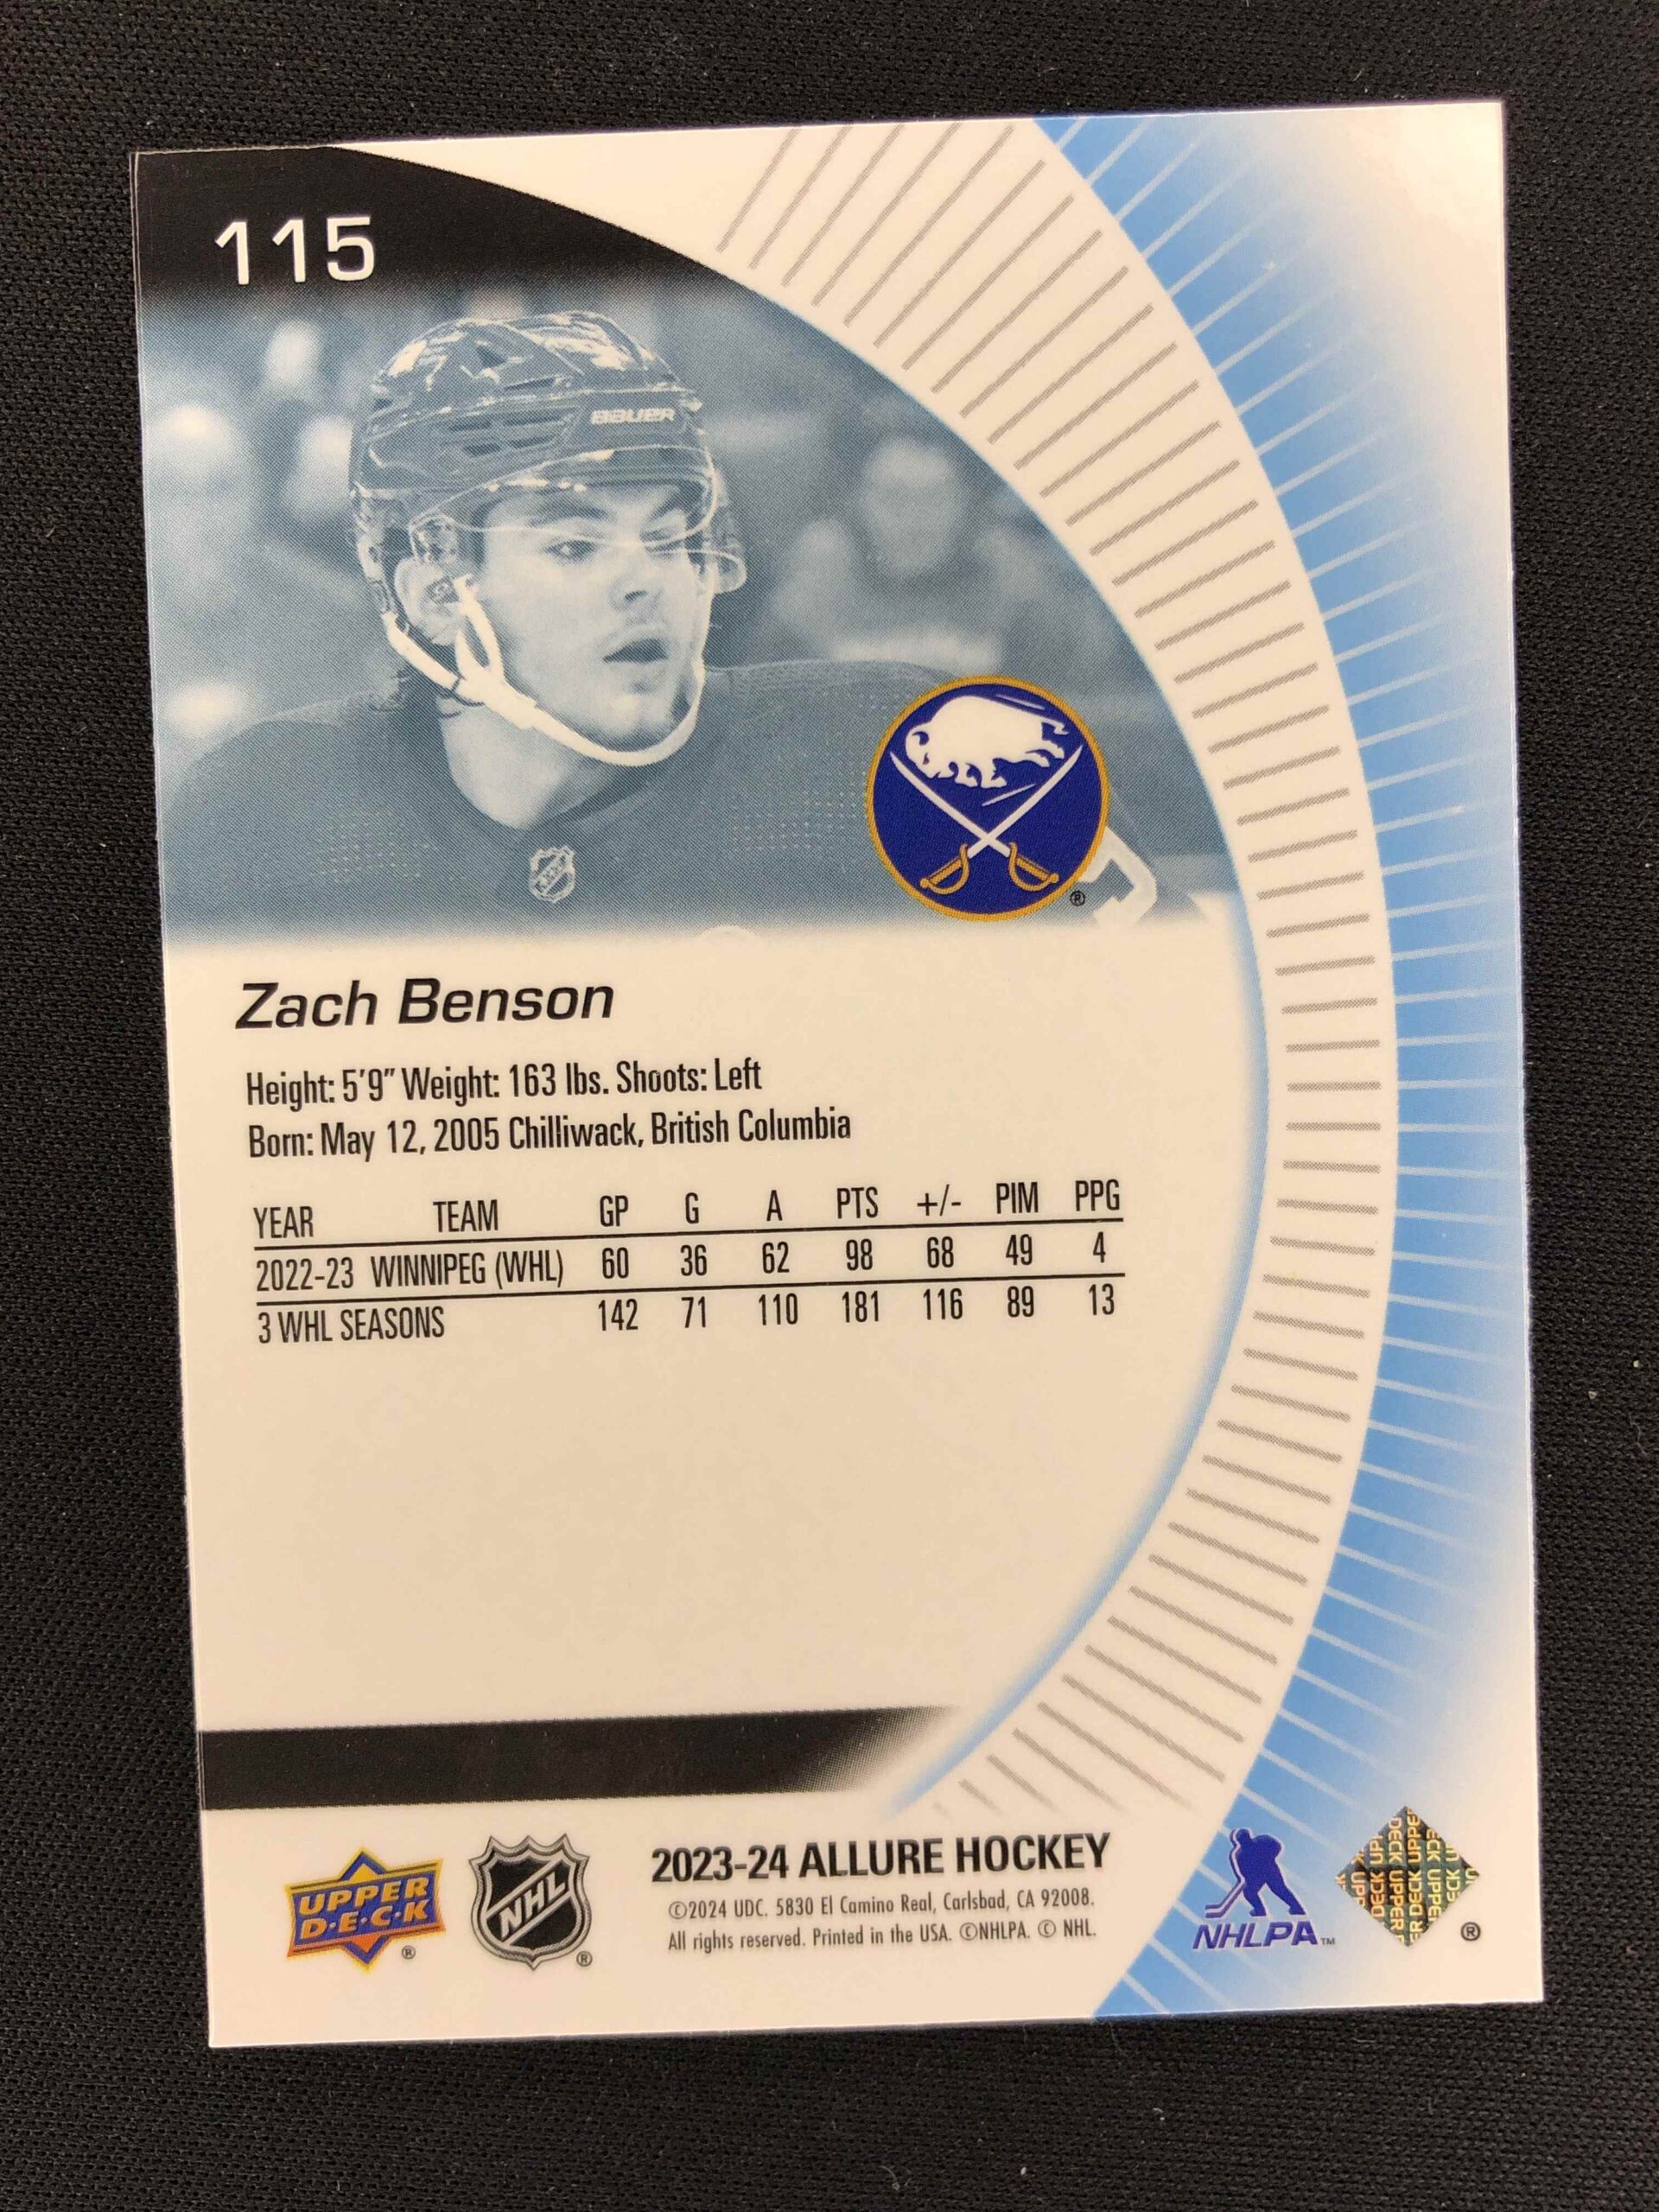 115
BAUER
®
Zach Benson
Height: 5'9" Weight: 163 lbs. Shoots: Left
Born: May 12, 2005 Chilliwack, British Columbia
YEAR TEAM GP G A PTS +/- PIM PPG
2022-23 WINNIPEG (WHL) 60 36 62 98 68 49 4
3 WHL SEASONS 142 71 110 181 116 89 13
UPPER
D·E·C·K
®
NHL
®
2023-24 ALLURE HOCKEY
©2024 UDC. 5830 El Camino Real, Carlsbad, CA 92008.
All rights reserved. Printed in the USA. ©NHLPA. © NHL.
NHLPA™
UPPER DECK
®